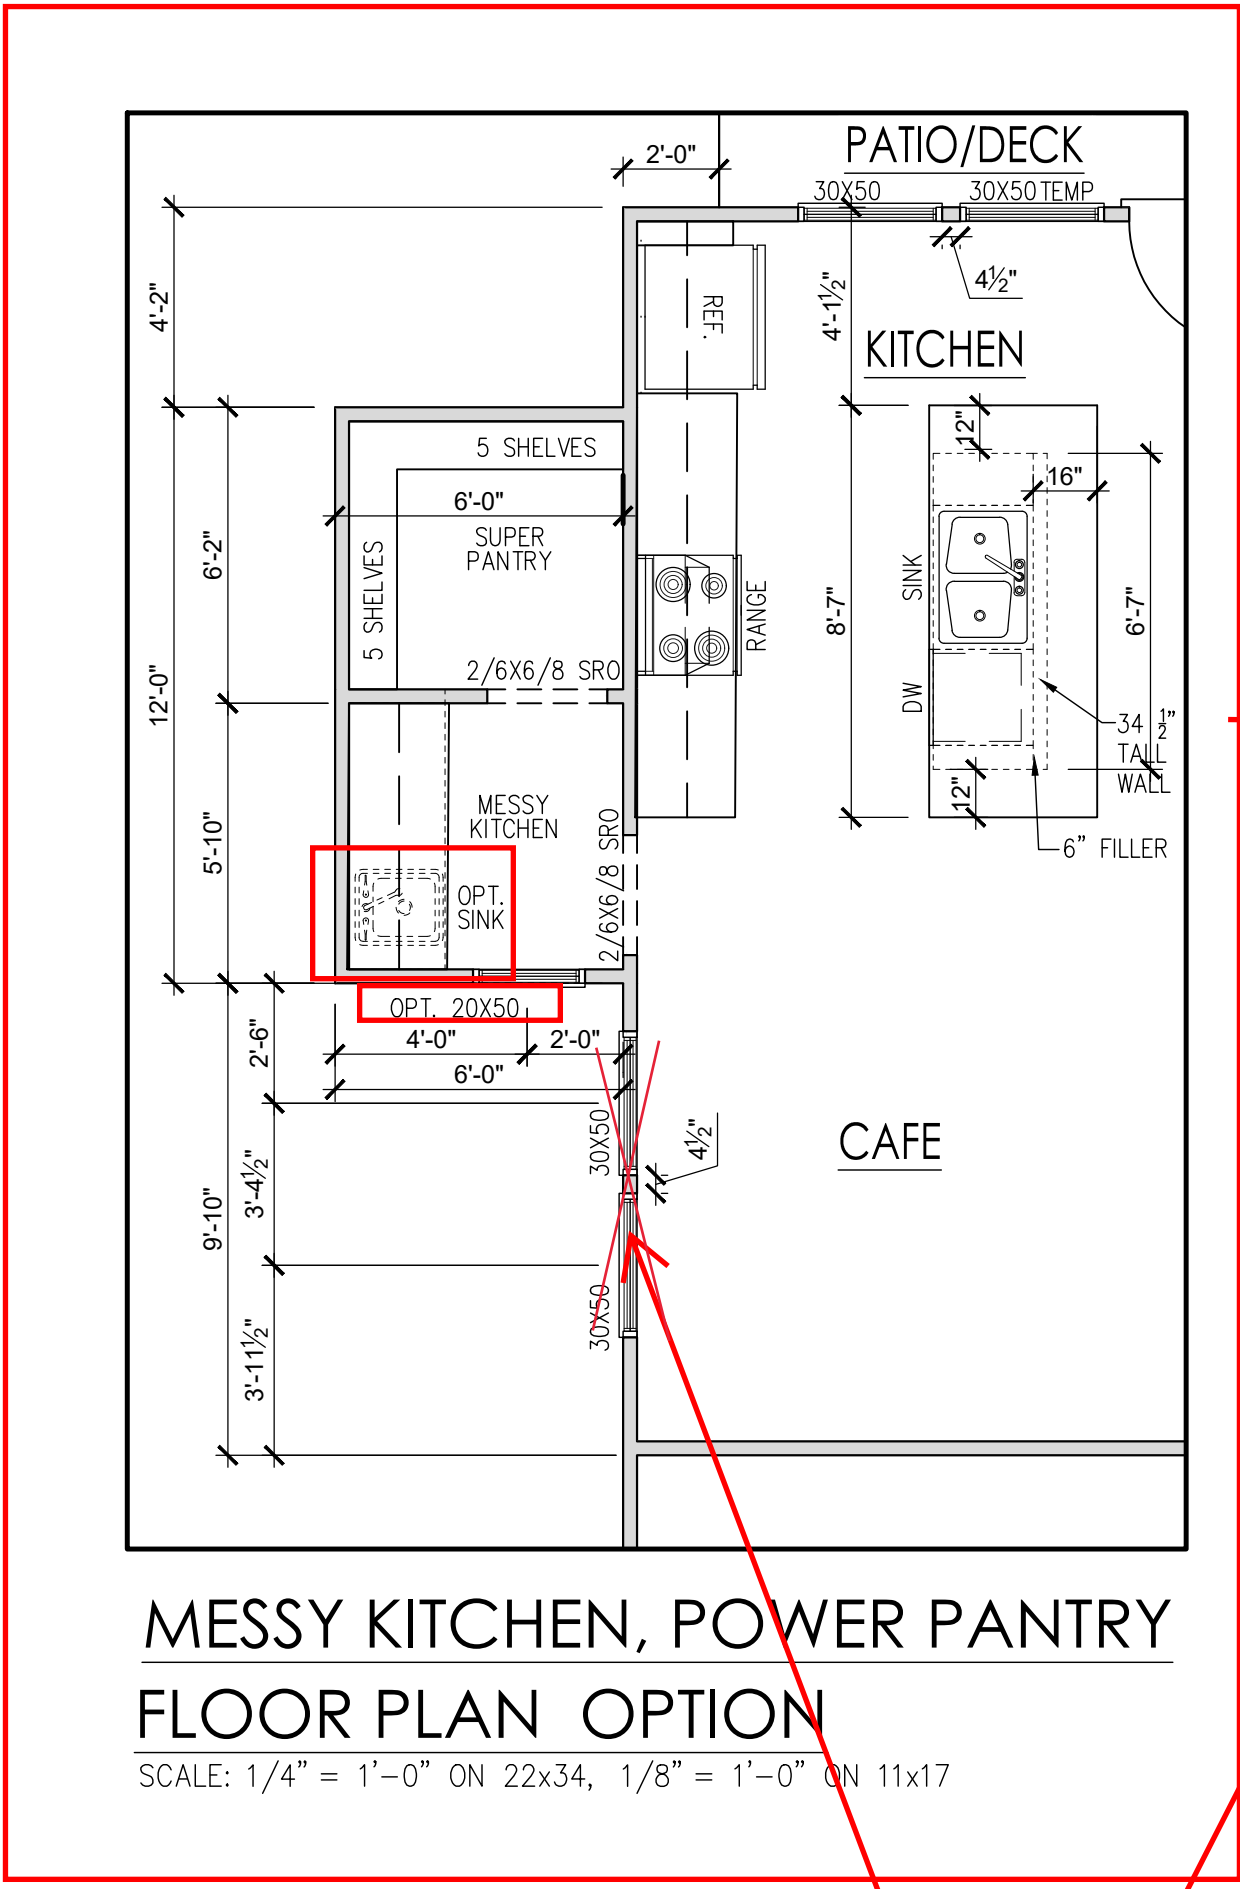 PATIO/DECK
2'-0"
30X50
30X50 TEMP
4½"
4'-2"
4'-1½"
REF.
KITCHEN
5 SHELVES
12"
16"
6'-0"
SUPER
PANTRY
6'-2"
5 SHELVES
SINK
RANGE
8'-7"
6'-7"
2/6X6/8 SRO
12'-0"
DW
34 ½"
TALL
WALL
12"
MESSY
KITCHEN
6" FILLER
5'-10"
2/6X6/8 SRO
OPT.
SINK
OPT. 20X50
4'-0"
2'-0"
2'-6"
6'-0"
30X50
4½"
CAFE
3'-4½"
9'-10"
30X50
3'-11½"
MESSY KITCHEN, POWER PANTRY
FLOOR PLAN OPTION
SCALE: 1/4" = 1'-0" ON 22x34, 1/8" = 1'-0" ON 11x17